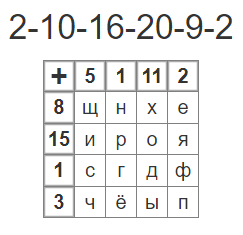 2-10-16-20-9-2
+ 5 1 11 2
8 щ н х е
15 и р о я
1 с г д ф
3 ч ё ы п